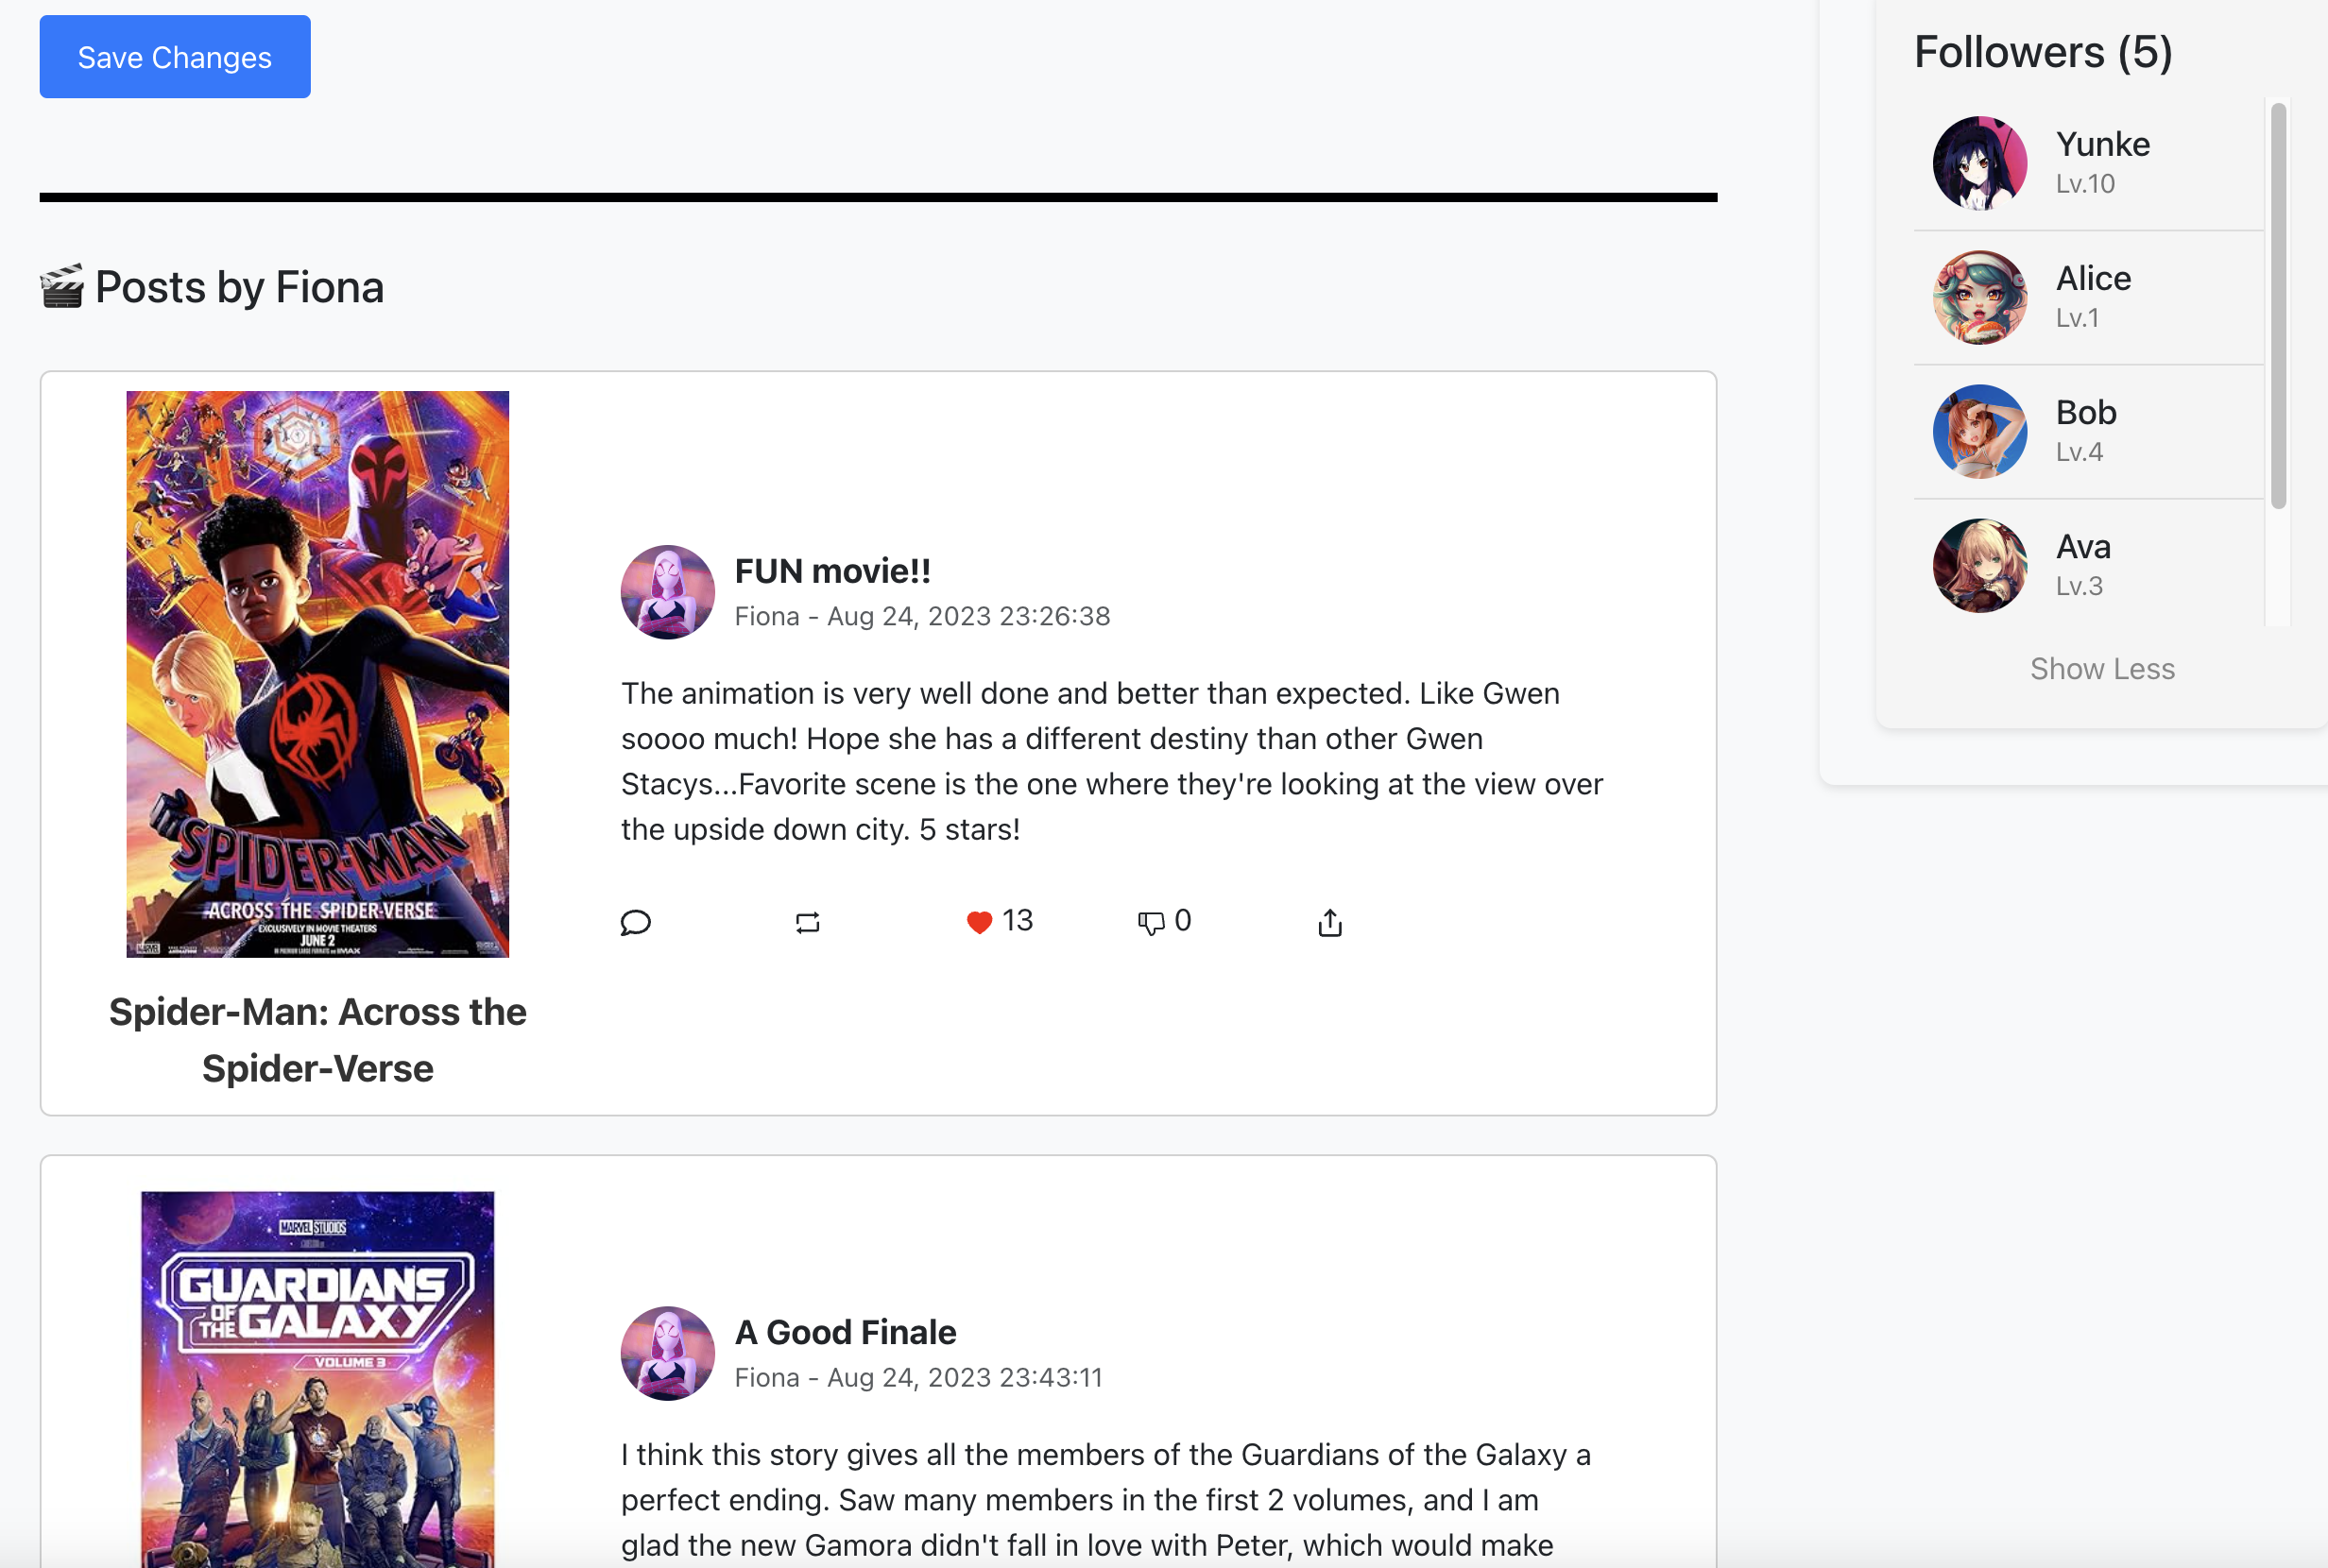 Save Changes
Posts by Fiona
SPIDER-MAN
ACROSS THE SPIDER-VERSE
EXCLUSIVELY IN MOVIE THEATERS
JUNE 2
Spider-Man: Across the
Spider-Verse
FUN movie!!
Fiona - Aug 24, 2023 23:26:38
The animation is very well done and better than expected. Like Gwen
soooo much! Hope she has a different destiny than other Gwen
Stacys...Favorite scene is the one where they're looking at the view over
the upside down city. 5 stars!
13
0
MARVEL STUDIOS
GUARDIANS
OF THE GALAXY
VOLUME 3
A Good Finale
Fiona - Aug 24, 2023 23:43:11
I think this story gives all the members of the Guardians of the Galaxy a
perfect ending. Saw many members in the first 2 volumes, and I am
glad the new Gamora didn't fall in love with Peter, which would make
Followers (5)
Yunke
Lv.10
Alice
Lv.1
Bob
Lv.4
Ava
Lv.3
Show Less